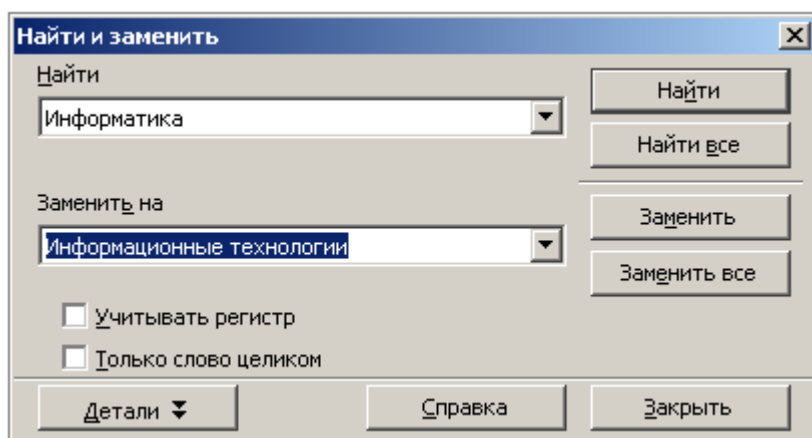 Найти и заменить
Найти
Информатика
Найти
Найти все
Заменить на
Информационные технологии
Заменить
Заменить все
Учитывать регистр
Только слово целиком
Детали
Справка
Закрыть